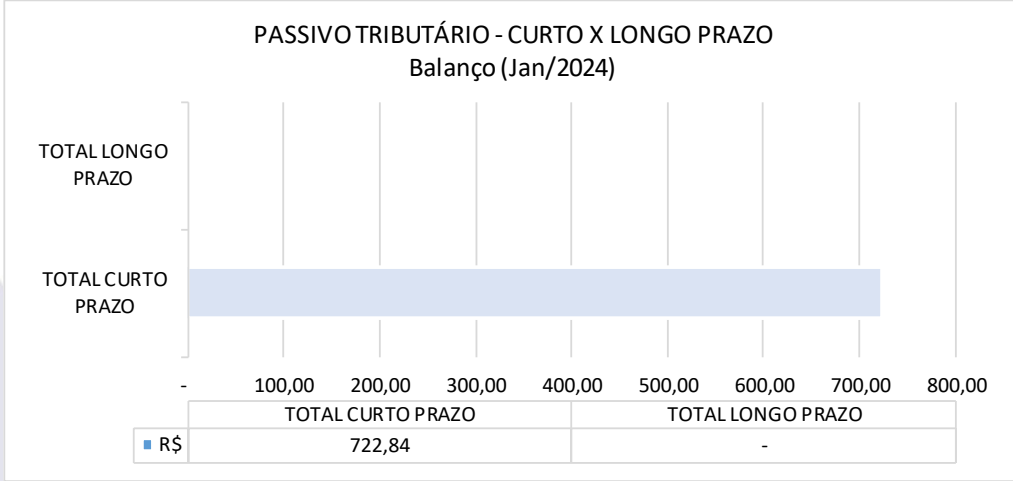 PASSIVO TRIBUTÁRIO - CURTO X LONGO PRAZO
Balanço (Jan/2024)
TOTAL LONGO
PRAZO
TOTAL CURTO
PRAZO
- 100,00 200,00 300,00 400,00 500,00 600,00 700,00 800,00
TOTAL CURTO PRAZO TOTAL LONGO PRAZO
R$ 722,84 -